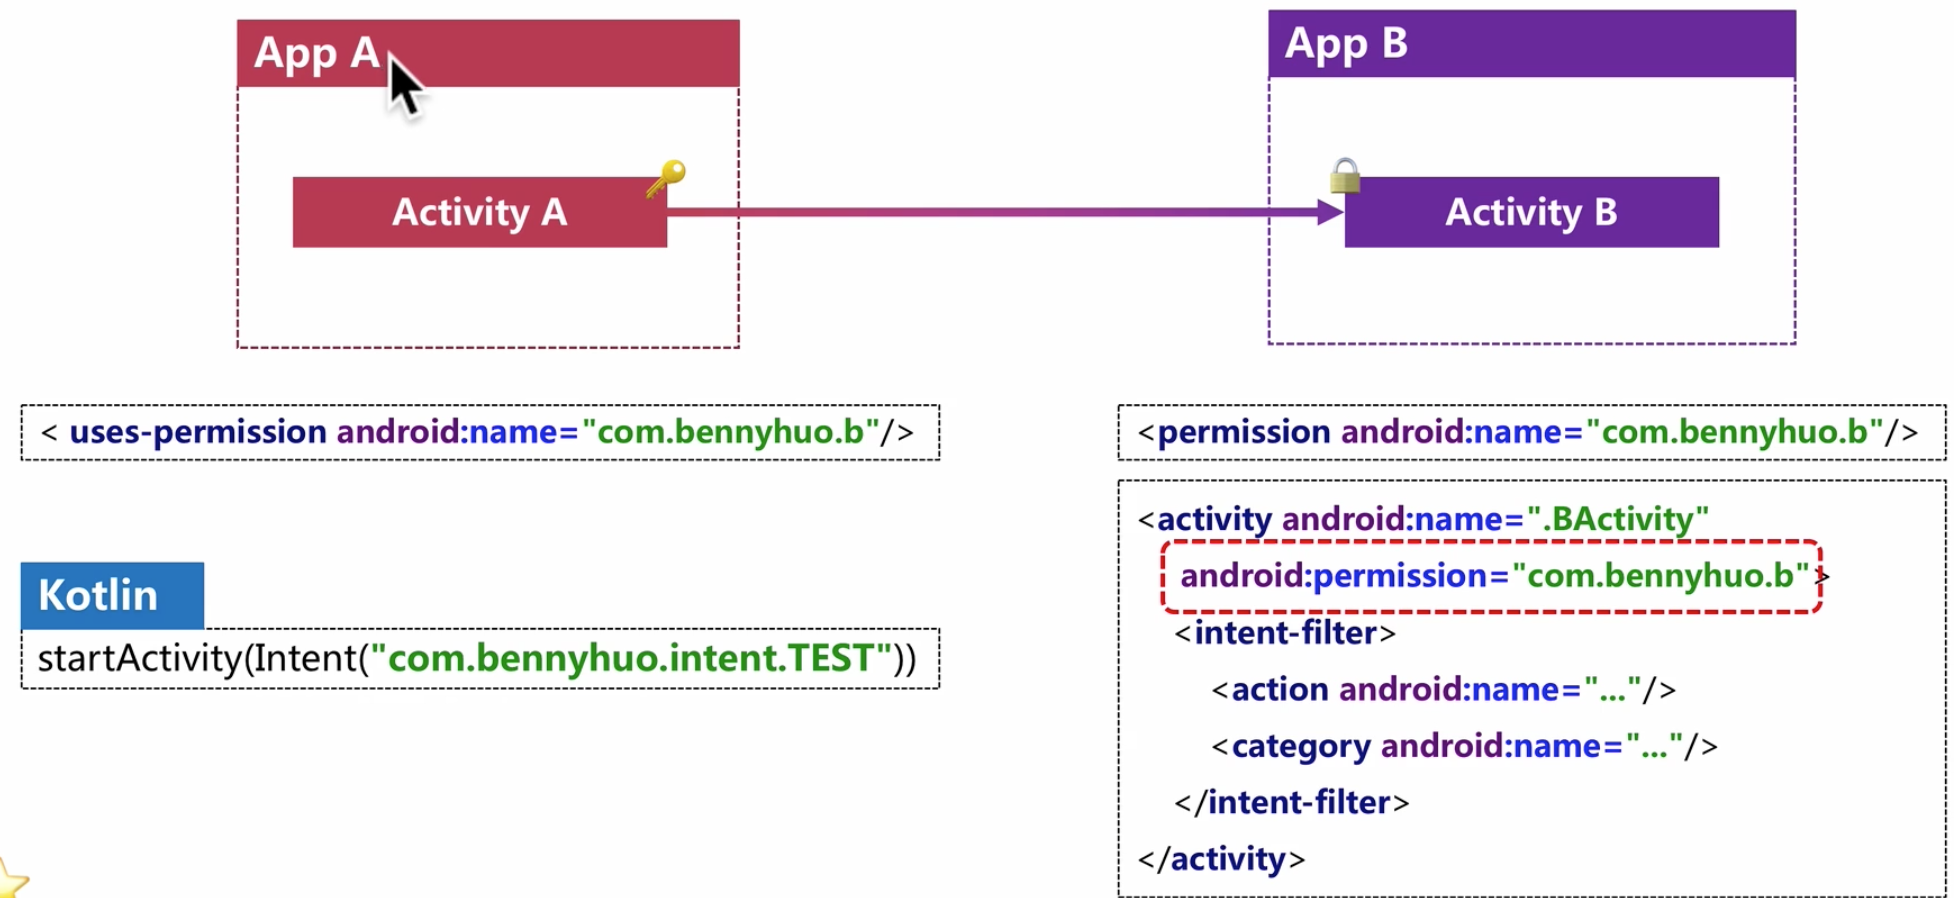 App A
Activity A
App B
Activity B
< uses-permission android:name="com.bennyhuo.b"/>
Kotlin
startActivity(Intent("com.bennyhuo.intent.TEST"))
<permission android:name="com.bennyhuo.b"/>
<activity android:name=".BActivity"
android:permission="com.bennyhuo.b">
<intent-filter>
<action android:name="..."/>
<category android:name="..."/>
</intent-filter>
</activity>